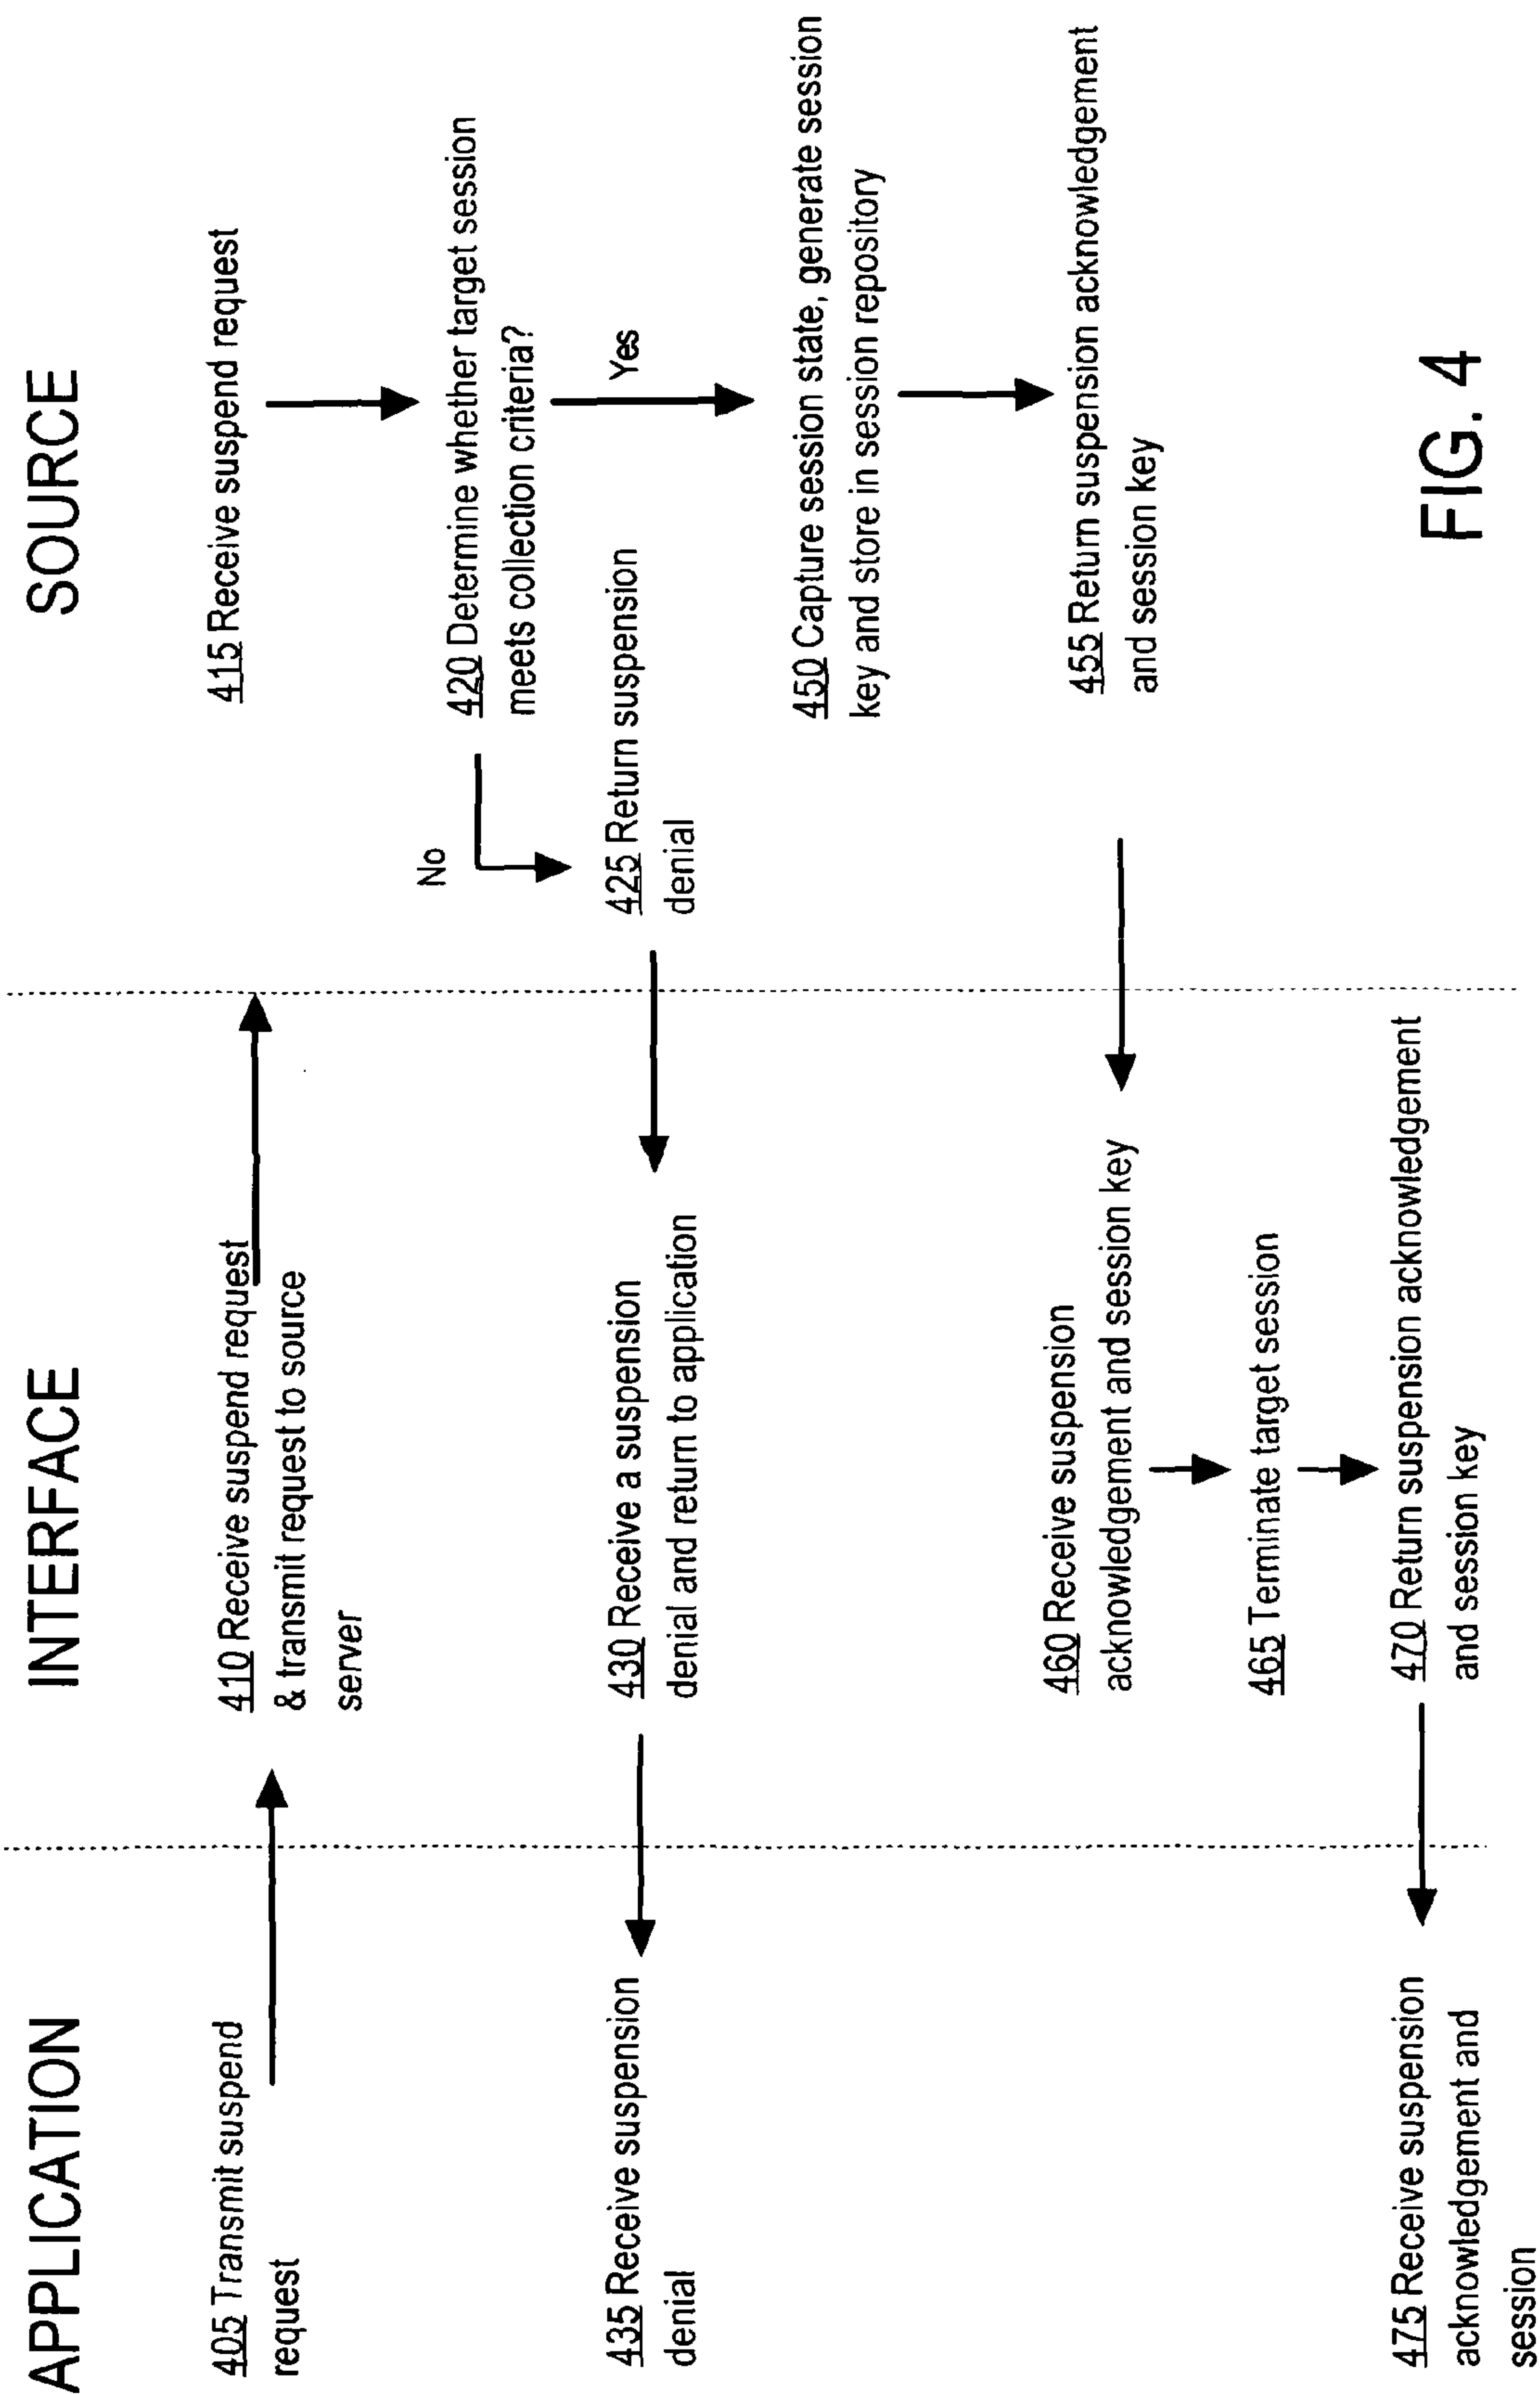 APPLICATION
INTERFACE
SOURCE
405 Transmit suspend
request
410 Receive suspend request
& transmit request to source
server
415 Receive suspend request
420 Determine whether target session
meets collection criteria?
No
Yes
425 Return suspension
denial
430 Receive a suspension
denial and return to application
435 Receive suspension
denial
450 Capture session state, generate session
key and store in session repository
455 Return suspension acknowledgement
and session key
460 Receive suspension
acknowledgement and session key
465 Terminate target session
470 Return suspension acknowledgement
and session key
475 Receive suspension
acknowledgement and
session
FIG. 4